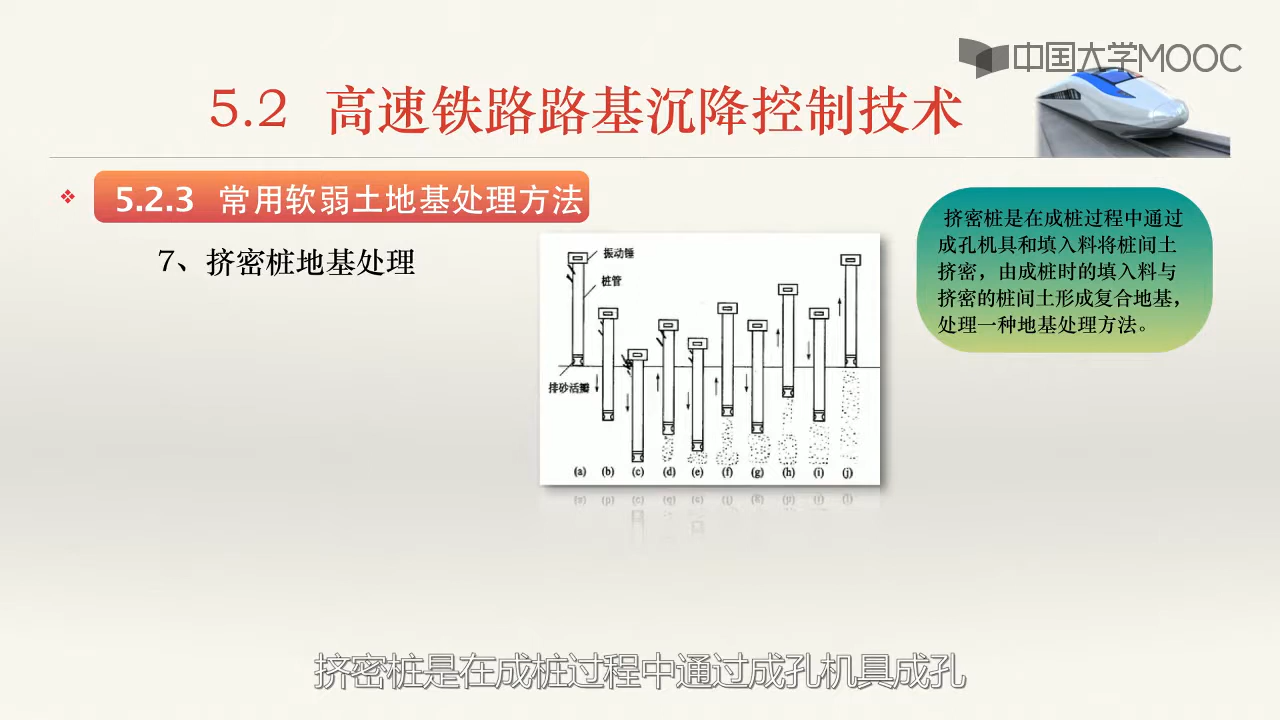 中国大学MOOC
5.2 高速铁路路基沉降控制技术
5.2.3 常用软弱土地基处理方法
7、挤密桩地基处理
振动锤
桩管
排砂活瓣
(a) (b) (c) (d) (e) (f) (g) (h) (i) (j)
挤密桩是在成桩过程中通过
成孔机具和填入料将桩间土
挤密，由成桩时的填入料与
挤密的桩间土形成复合地基，
处理一种地基处理方法。
挤密桩是在成桩过程中通过成孔机具成孔